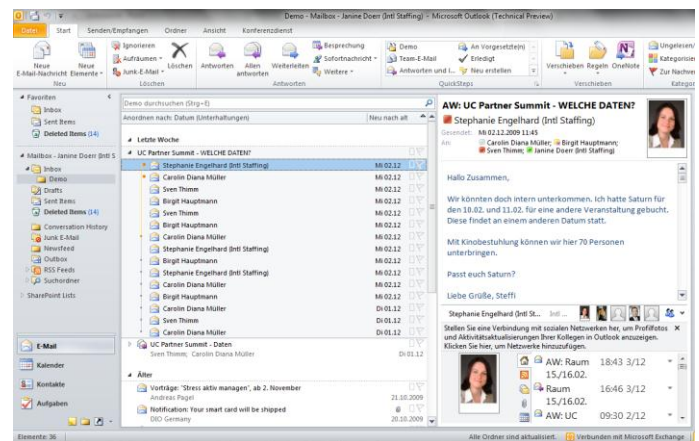 Demo - Mailbox - Janine Doerr (Intl Staffing) - Microsoft Outlook (Technical Preview)
Datei Start Senden/Empfangen Ordner Ansicht Konferenzdienst
Neue E-Mail-Nachricht
Neue Elemente
Neu
Ignorieren
Aufräumen
Junk-E-Mail
Löschen
Löschen
Antworten
Allen antworten
Weiterleiten
Besprechung
Sofortnachricht
Weitere
Antworten
Demo
Team-E-Mail
Antworten und l...
An Vorgesetzte(n)
Erledigt
Neu erstellen
QuickSteps
Verschieben
Regeln
OneNote
Verschieben
Ungelesen/
Kategorisie
Zur Nachver
Kategor
Favoriten
Inbox
Sent Items
Deleted Items (14)
Mailbox - Janine Doerr (Intl S
Inbox
Demo
Drafts
Sent Items
Deleted Items (14)
Conversation History
Junk E-Mail
Newsfeed
Outbox
RSS Feeds
Suchordner
SharePoint Lists
E-Mail
Kalender
Kontakte
Aufgaben
Demo durchsuchen (Strg+E)
Anordnen nach: Datum (Unterhaltungen) Neu nach alt
Letzte Woche
UC Partner Summit - WELCHE DATEN?
Stephanie Engelhard (Intl Staffing) Mi 02.12
Carolin Diana Müller Mi 02.12
Sven Thimm Mi 02.12
Birgit Hauptmann Mi 02.12
Sven Thimm Mi 02.12
Birgit Hauptmann Mi 02.12
Carolin Diana Müller Mi 02.12
Stephanie Engelhard (Intl Staffing) Mi 02.12
Birgit Hauptmann Mi 02.12
Stephanie Engelhard (Intl Staffing) Mi 02.12
Carolin Diana Müller Mi 02.12
Birgit Hauptmann Mi 02.12
Carolin Diana Müller Di 01.12
Sven Thimm Di 01.12
Carolin Diana Müller Di 01.12
UC Partner Summit - Daten
Sven Thimm; Carolin Diana Müller Di 01.12
Älter
Vorträge: 'Stress aktiv managen', ab 2. November
Andreas Pagel 21.10.2009
Notification: Your smart card will be shipped
DIO Germany 20.10.2009
AW: UC Partner Summit - WELCHE DATEN?
Stephanie Engelhard (Intl Staffing)
Gesendet: Mi 02.12.2009 11:45
An: Carolin Diana Müller; Birgit Hauptmann;
Sven Thimm; Janine Doerr (Intl Staffing)
Hallo Zusammen,
Wir könnten doch intern unterkommen. Ich hatte Saturn für
den 10.02. und 11.02. für eine andere Veranstaltung gebucht.
Diese findet an einem anderen Datum statt.
Mit Kinobestuhlung können wir hier 70 Personen
unterbringen.
Passt euch Saturn?
Liebe Grüße, Steffi
Stephanie Engelhard (Intl St... Intl ...
Stellen Sie eine Verbindung mit sozialen Netzwerken her, um Profilfotos
und Aktivitätsaktualisierungen Ihrer Kollegen in Outlook anzuzeigen.
Klicken Sie hier, um Netzwerke hinzuzufügen.
AW: Raum 18:43 3/12
15./16.02.
Raum 16:46 3/12
15./16.02.
AW: UC 09:30 2/12
Elemente: 36
Alle Ordner sind aktualisiert. Verbunden mit Microsoft Exchange